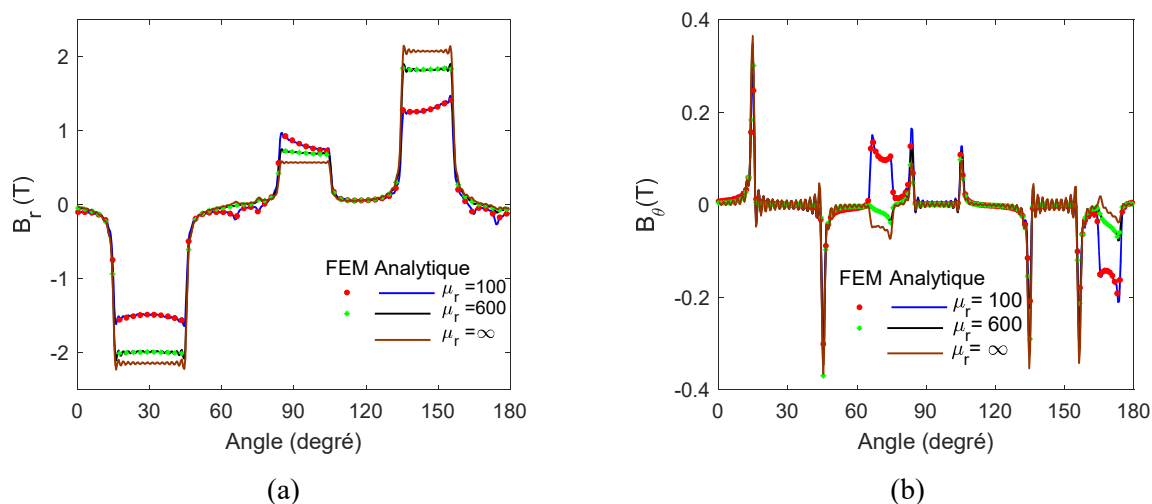 2
1
0
-1
-2
B_r (T)
0 30 60 90 120 150 180
Angle (degré)
FEM Analytique
μ_r =100
μ_r =600
μ_r = ∞
(a)
0.4
0.2
0
-0.2
-0.4
B_θ(T)
0 30 60 90 120 150 180
Angle (degré)
FEM Analytique
μ_r= 100
μ_r= 600
μ_r= ∞
(b)